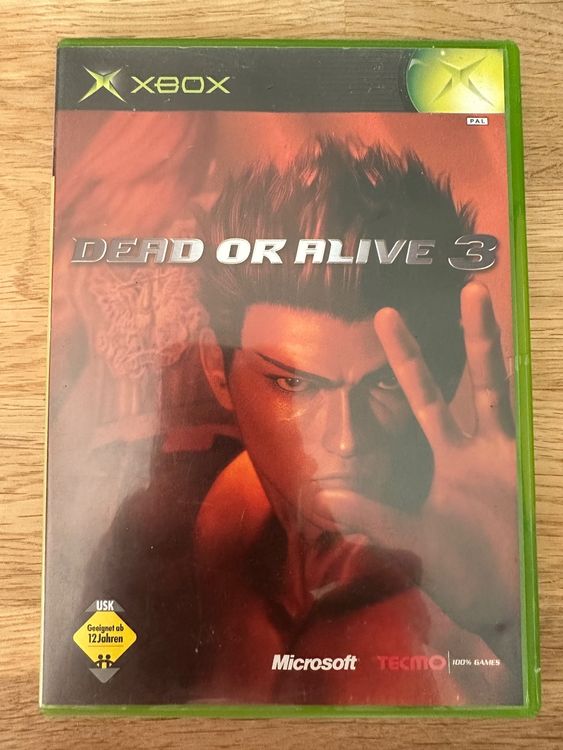 XBOX
PAL
DEAD OR ALIVE 3
USK
Geeignet ab
12 Jahren
Microsoft
TECMO 100% GAMES